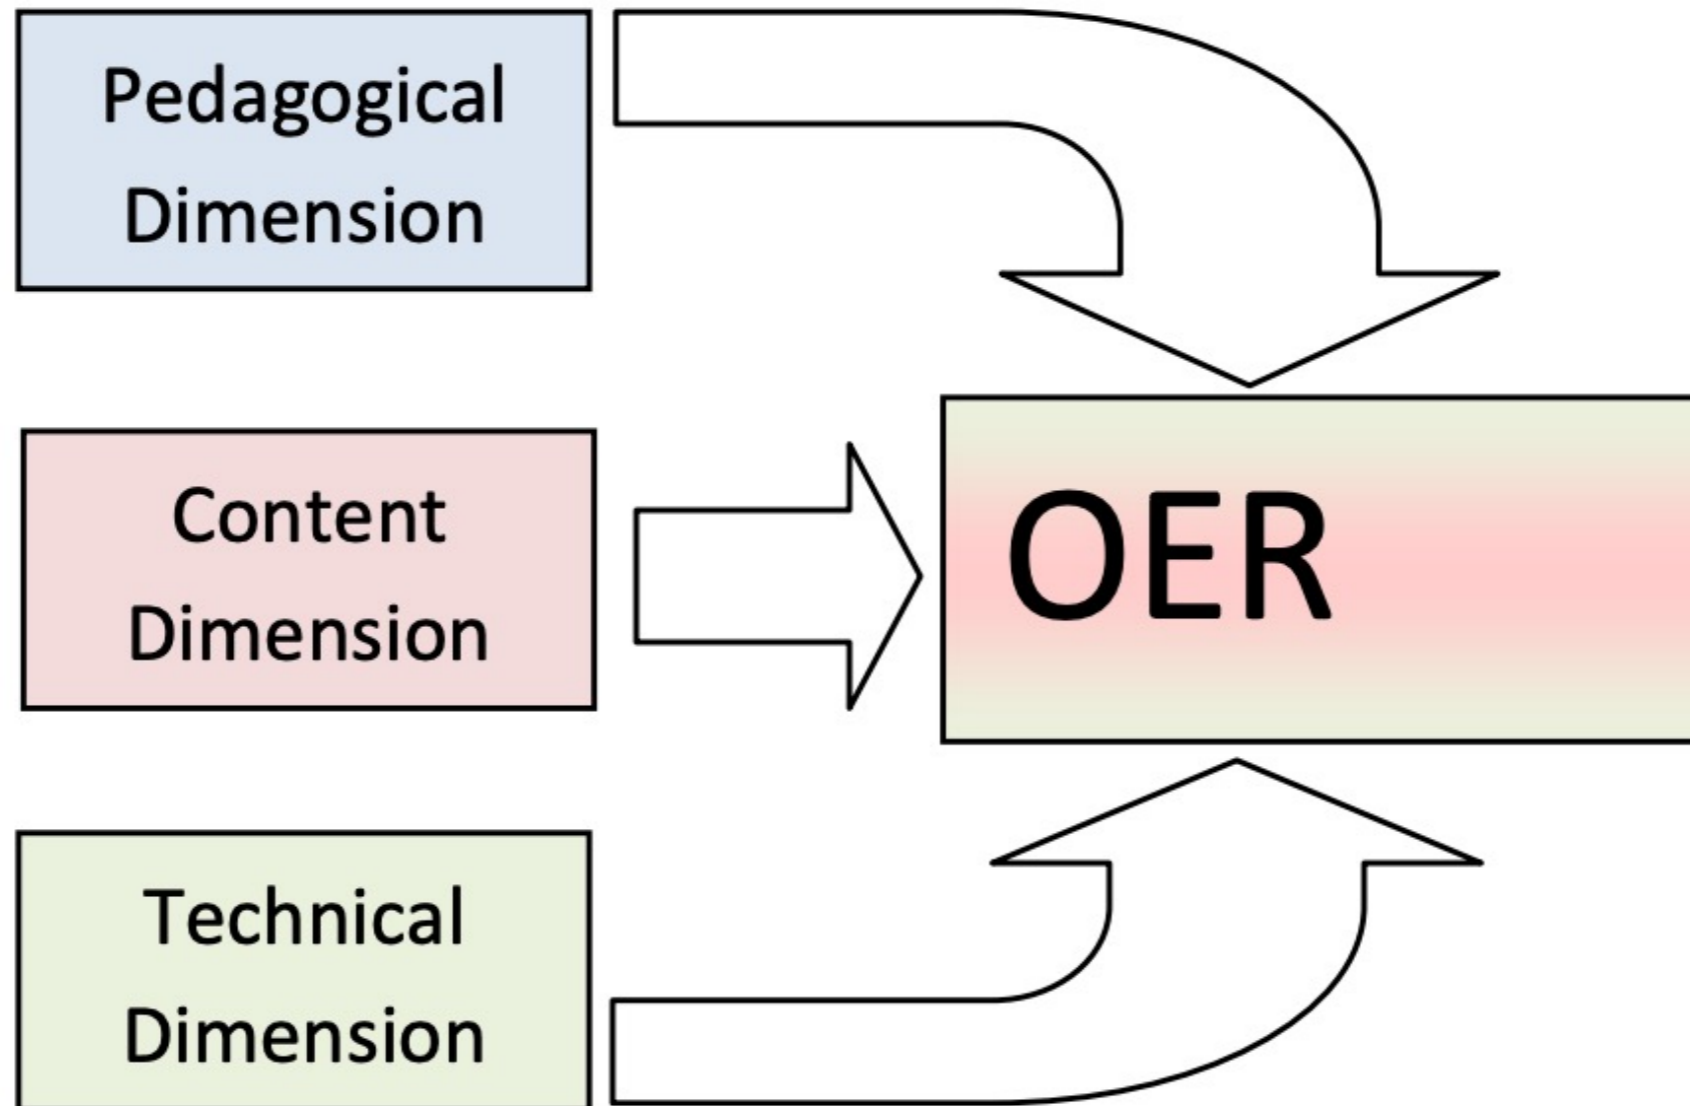 Pedagogical
Dimension
Content
Dimension
OER
Technical
Dimension